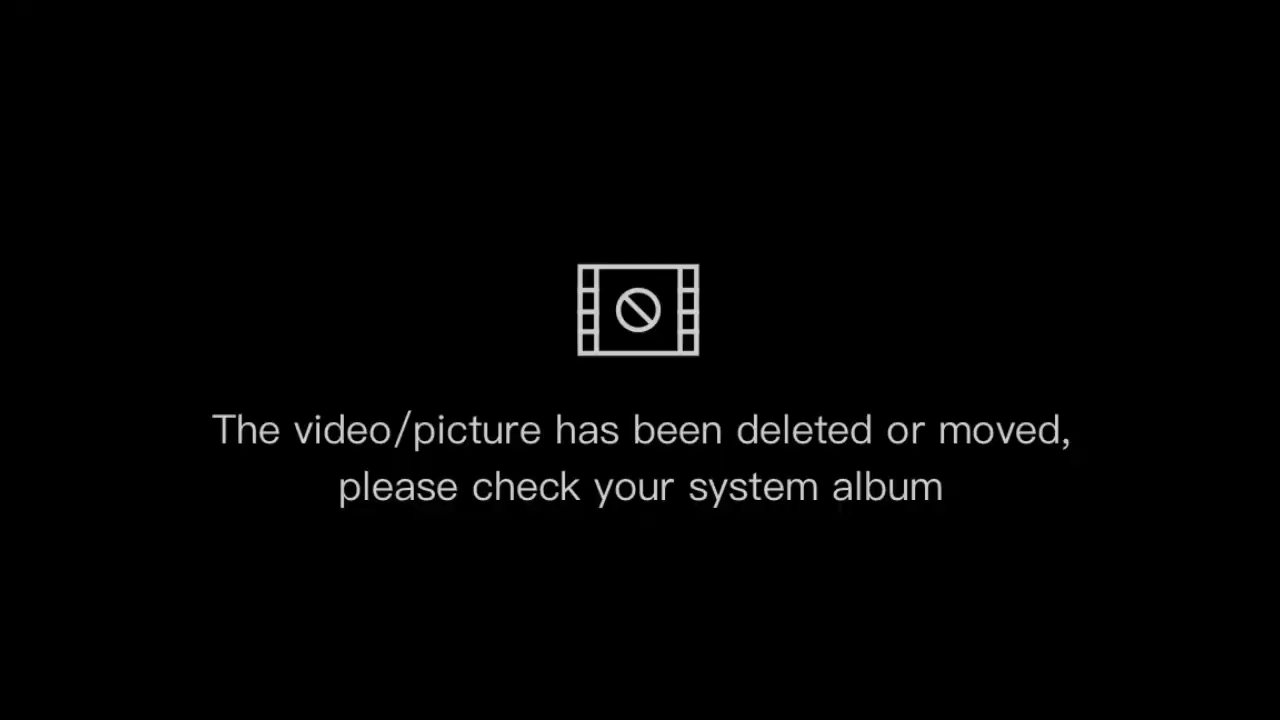 The video/picture has been deleted or moved,
please check your system album